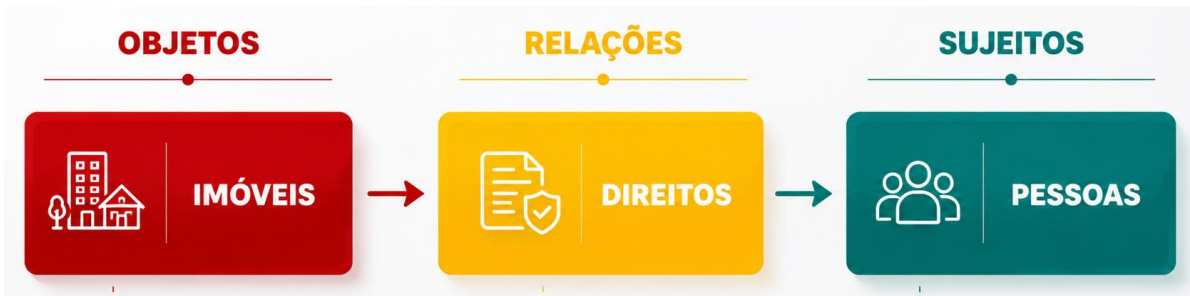 OBJETOS
RELAÇÕES
SUJEITOS
IMÓVEIS
DIREITOS
PESSOAS